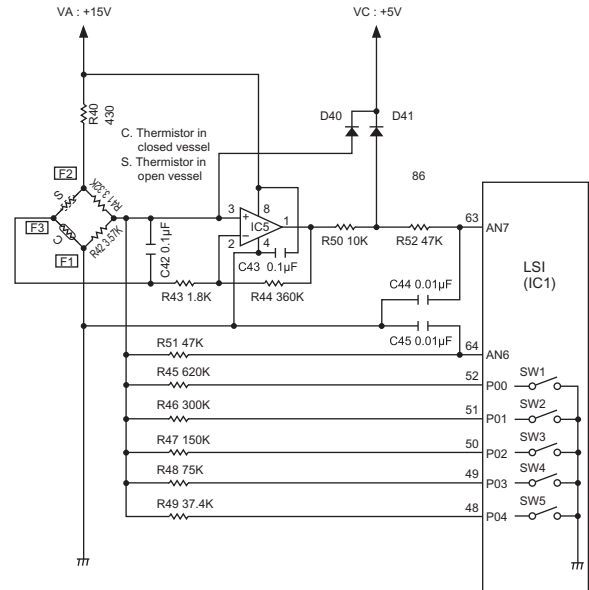 VA : +15V
VC : +5V
R40
430
D40
D41
C. Thermistor in
closed vessel
S. Thermistor in
open vessel
F2
S
R41 3.32K
F3
C
R42 3.57K
F1
C42 0.1µF
3
+
8
IC5
1
2
–
4
C43 0.1µF
R50 10K
R52 47K
86
63
AN7
LSI
(IC1)
R43 1.8K
R44 360K
C44 0.01µF
C45 0.01µF
R51 47K
64
AN6
R45 620K
52
P00
SW1
R46 300K
51
P01
SW2
R47 150K
50
P02
SW3
R48 75K
49
P03
SW4
R49 37.4K
48
P04
SW5